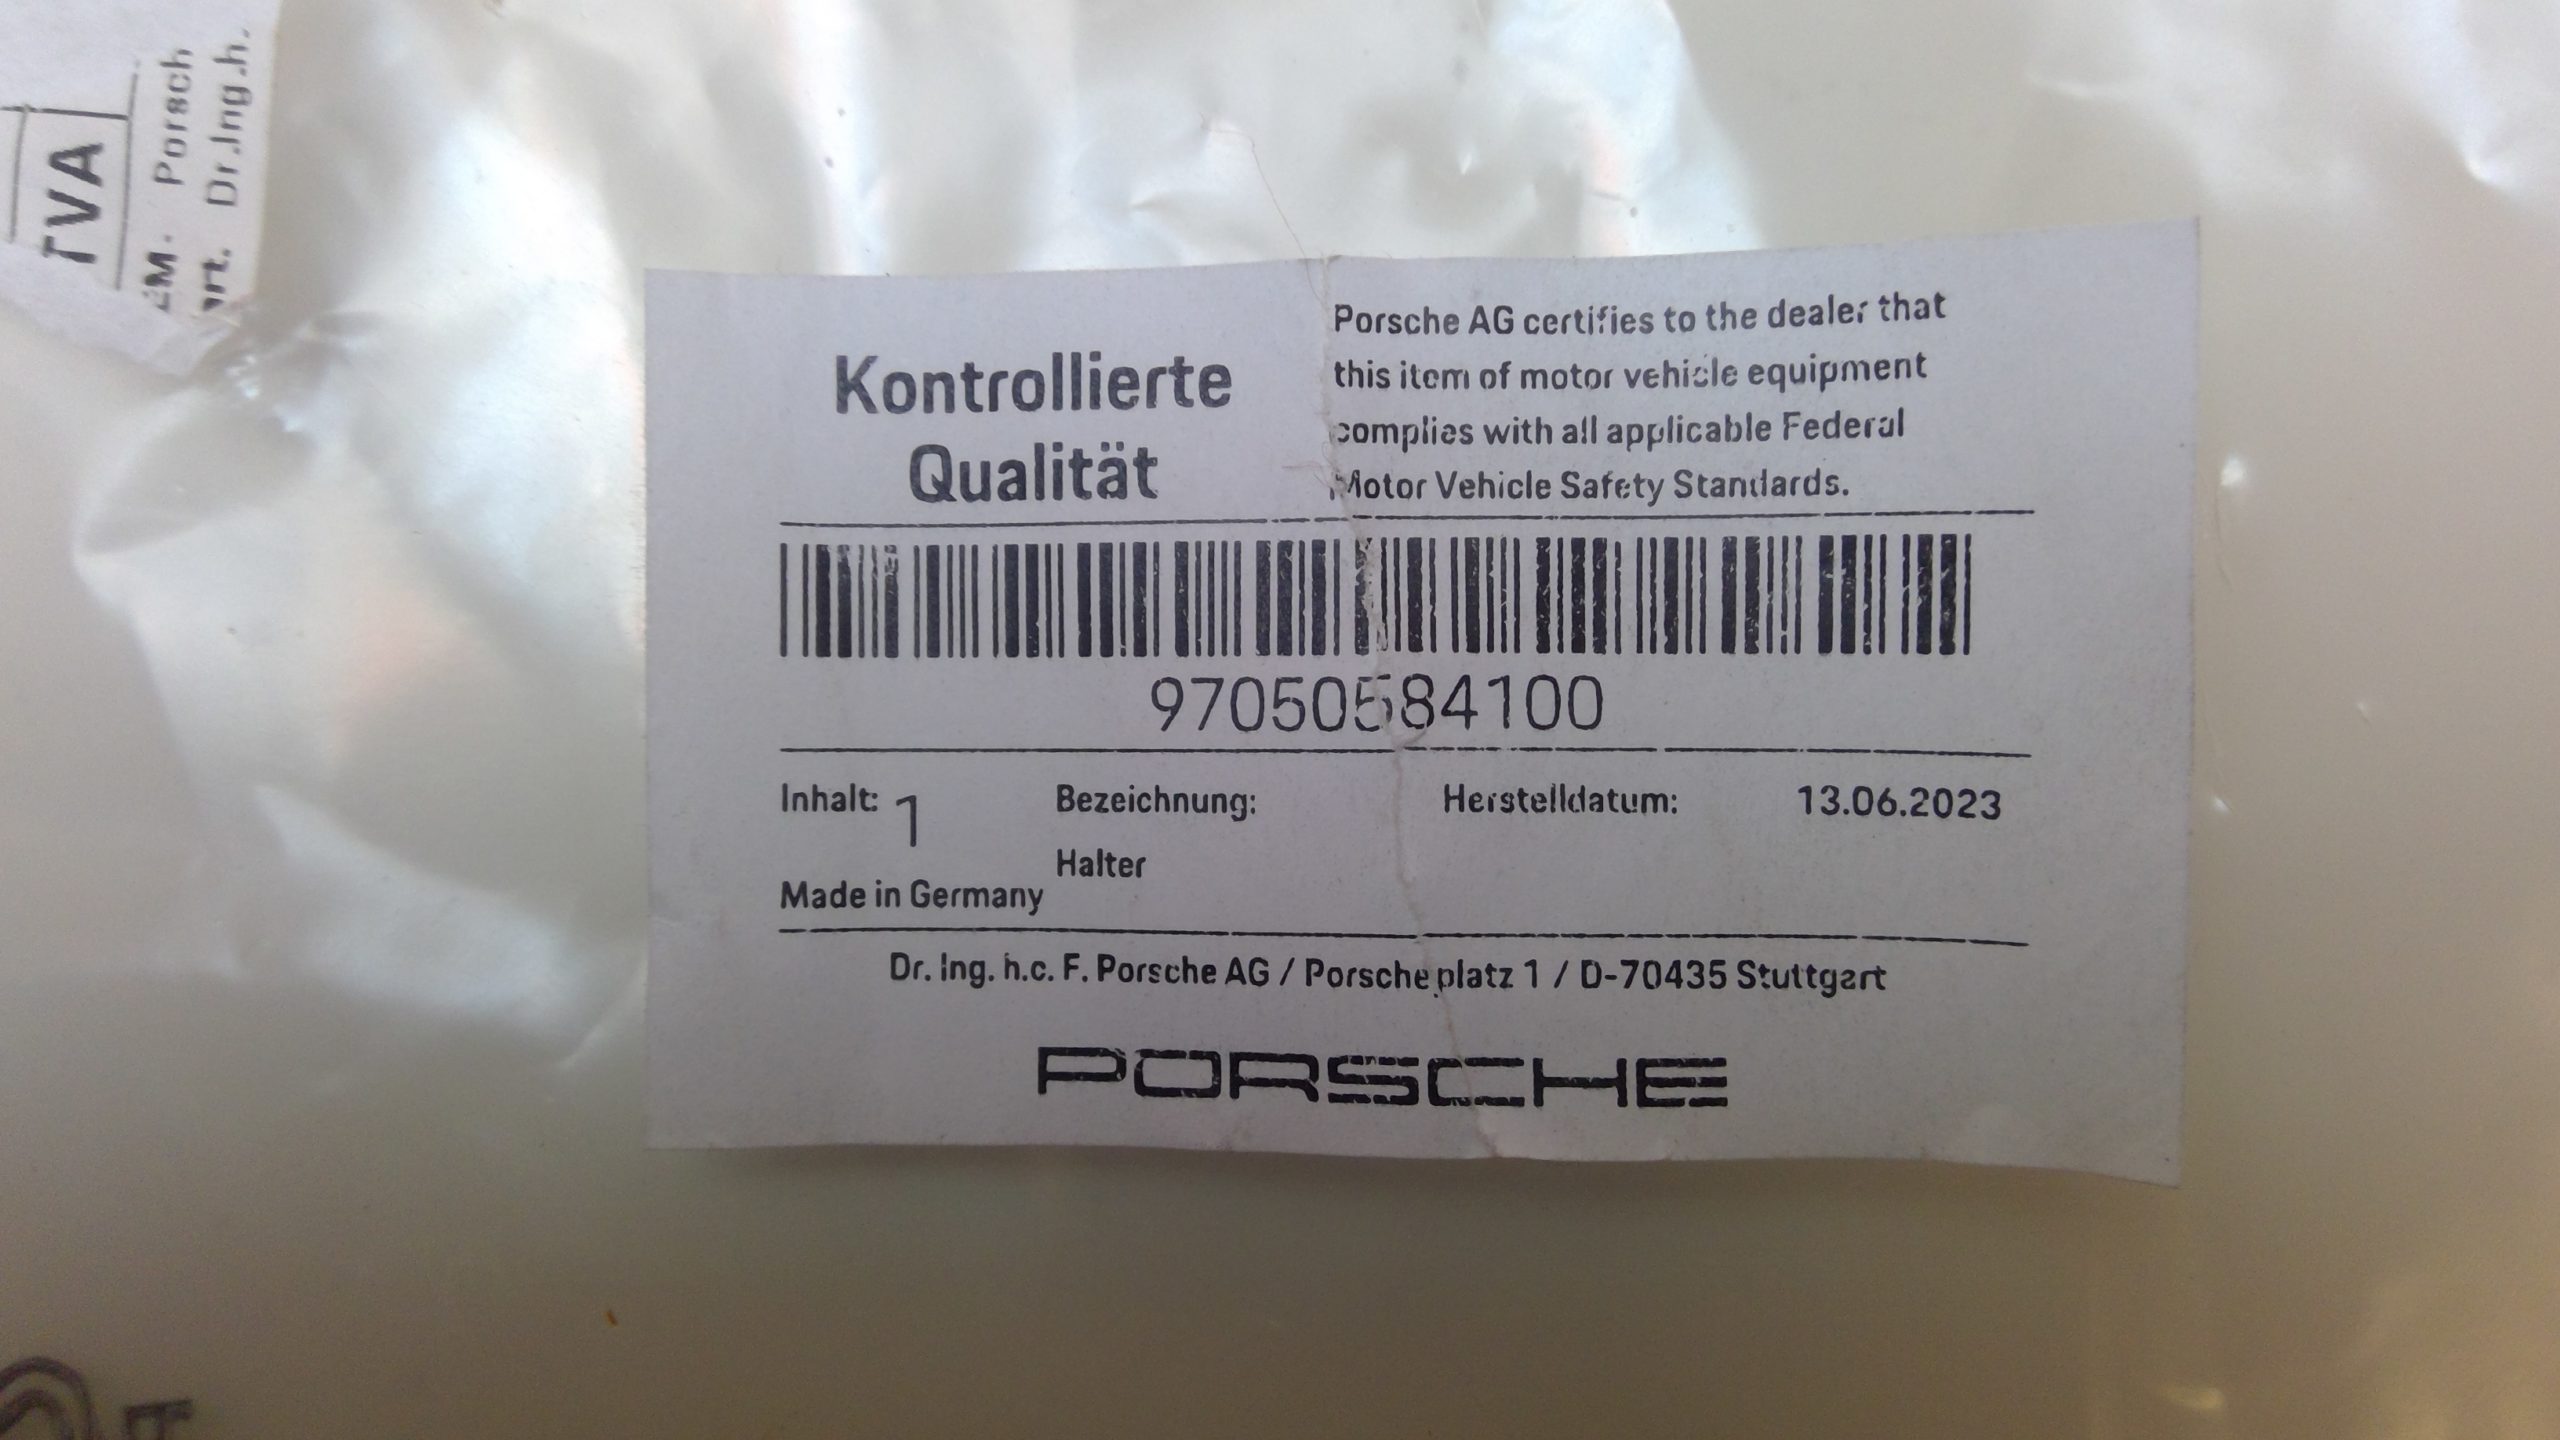 TVA
EM. Porsch
Dr.Ing.h.
Kontrollierte
Qualität
Porsche AG certifies to the dealer that
this item of motor vehicle equipment
complies with all applicable Federal
Motor Vehicle Safety Standards.
97050584100
Inhalt: 1
Bezeichnung:
Herstelldatum: 13.06.2023
Halter
Made in Germany
Dr. Ing. h.c. F. Porsche AG / Porscheplatz 1 / D-70435 Stuttgart
PORSCHE